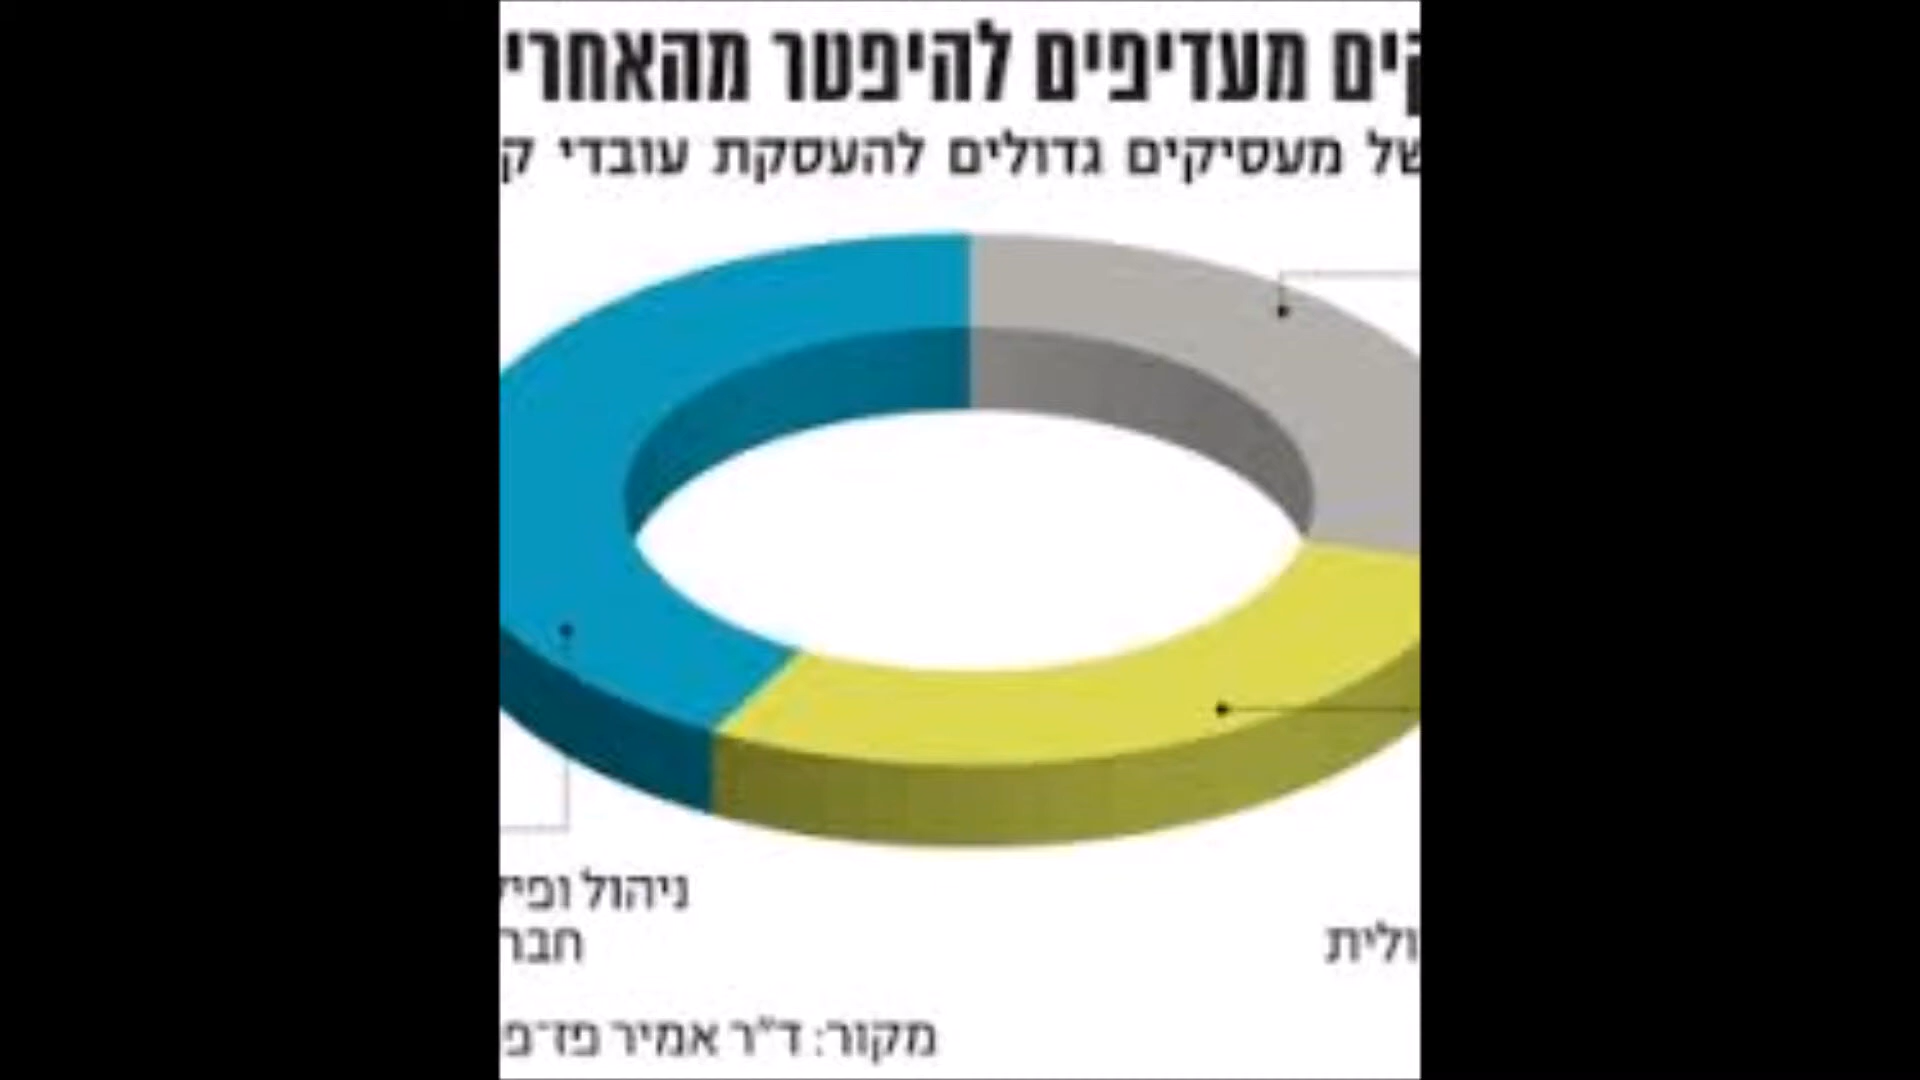 קים מעדיפים להיפטר מהאחרי
של מעסיקים גדולים להעסקת עובדי ק
ולית
ניהול ופי
חבר
מקור: ד"ר אמיר פז־פ